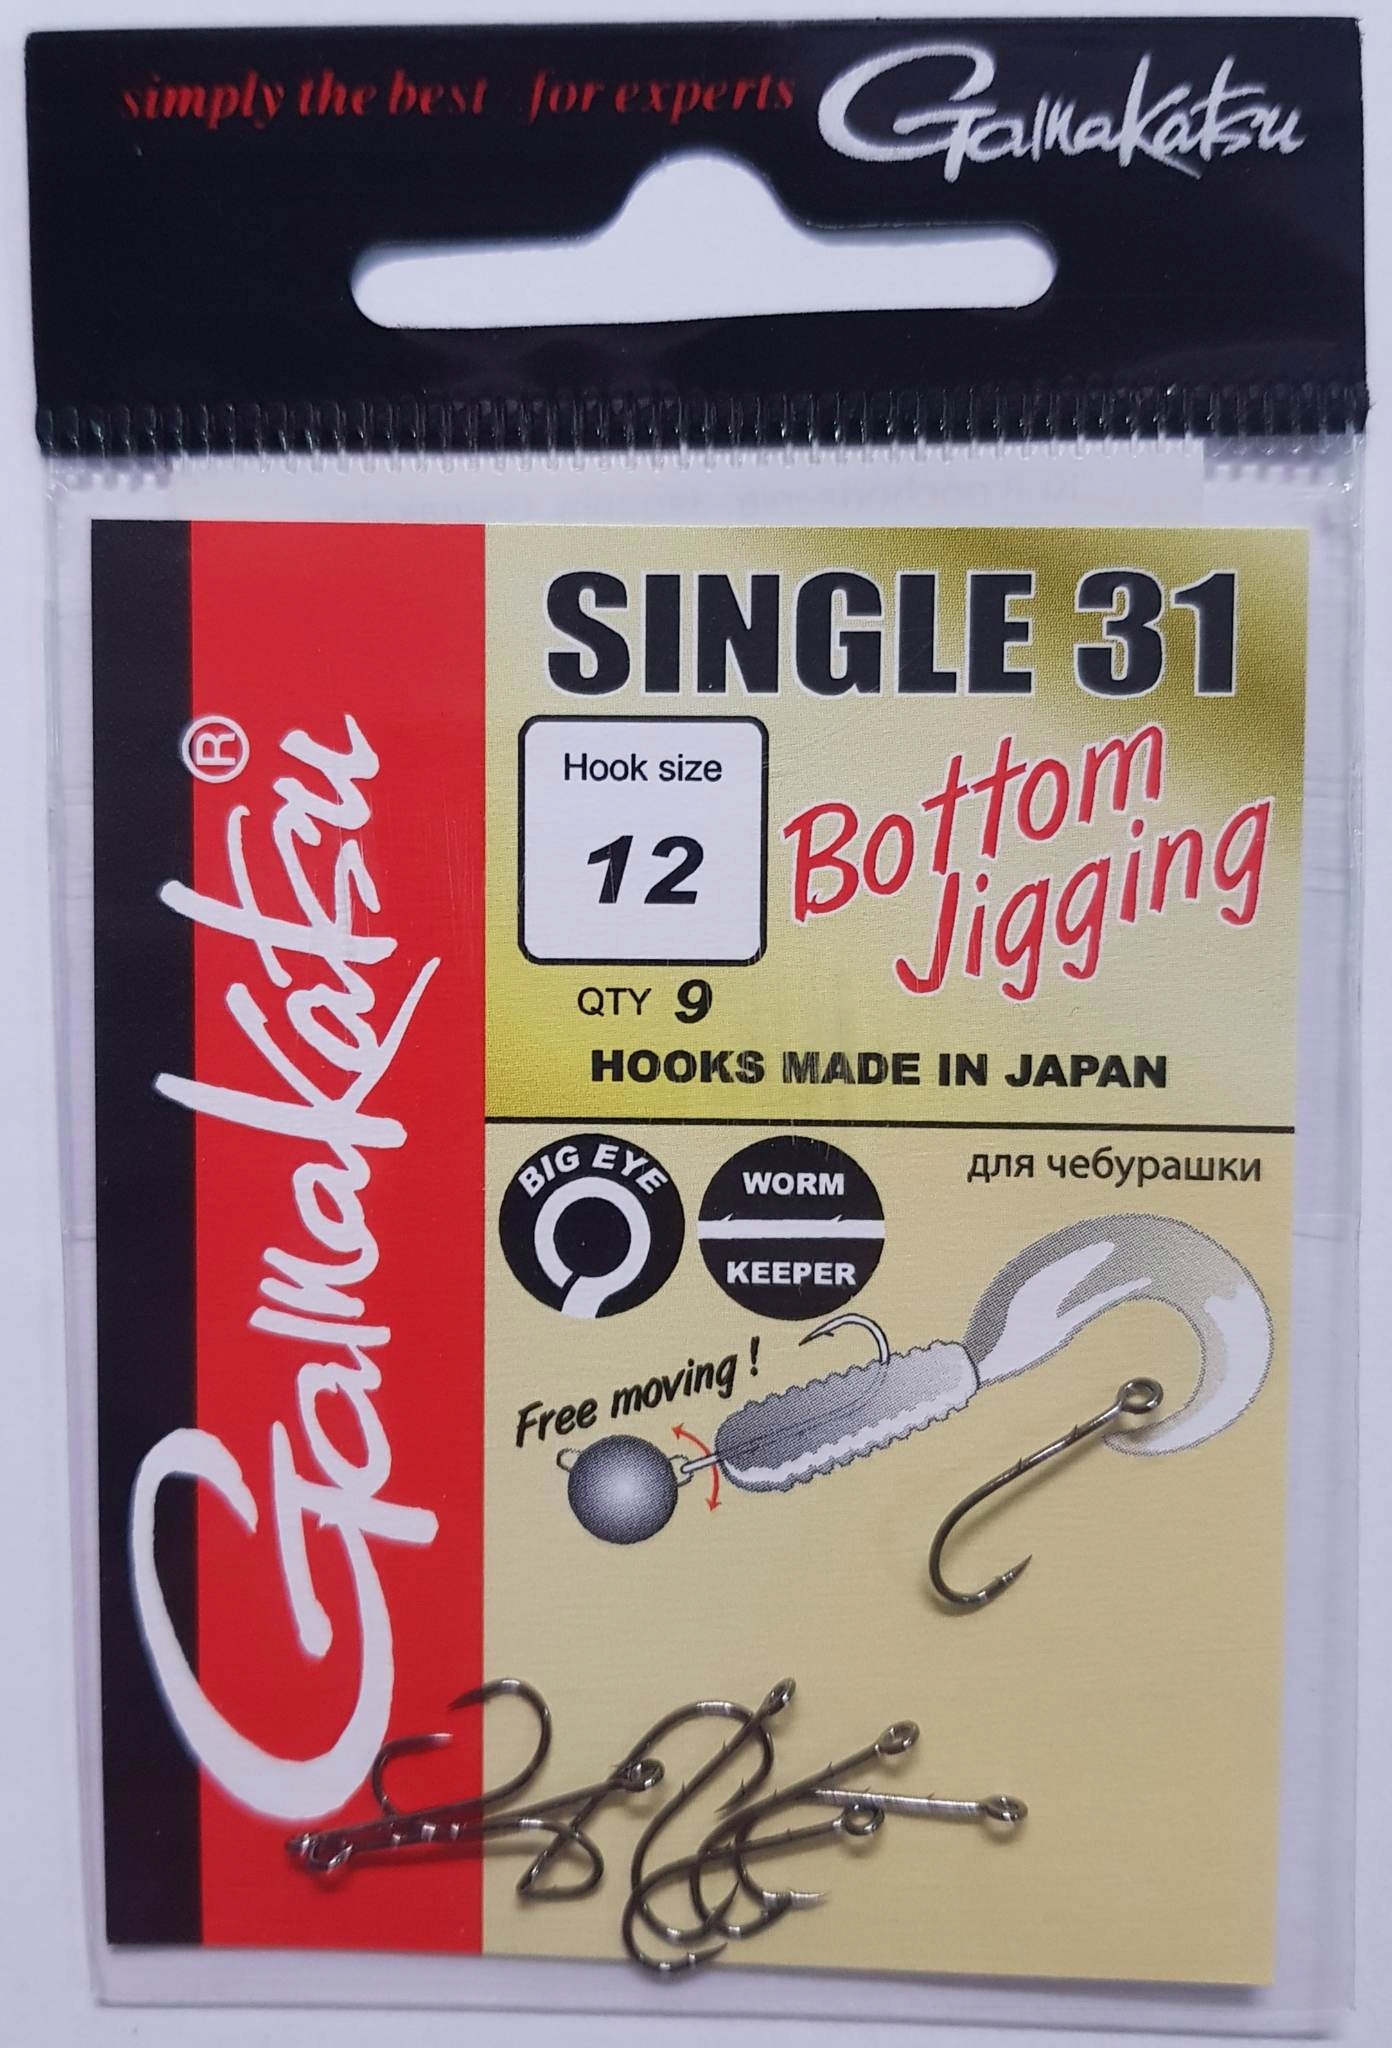 simply the best for experts Gamakatsu
SINGLE 31
Hook size
12
Bottom
Jigging
QTY 9
HOOKS MADE IN JAPAN
Gamakatsu®
BIG EYE
WORM
KEEPER
для чебурашки
Free moving!